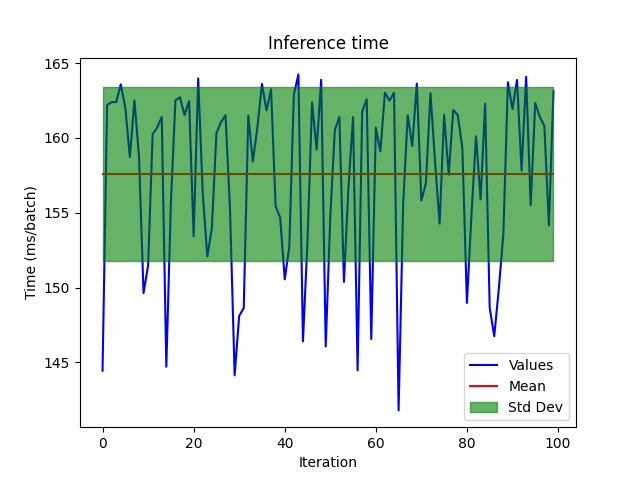 Inference time
Time (ms/batch)
165
160
155
150
145
0 20 40 60 80 100
Iteration
Values
Mean
Std Dev